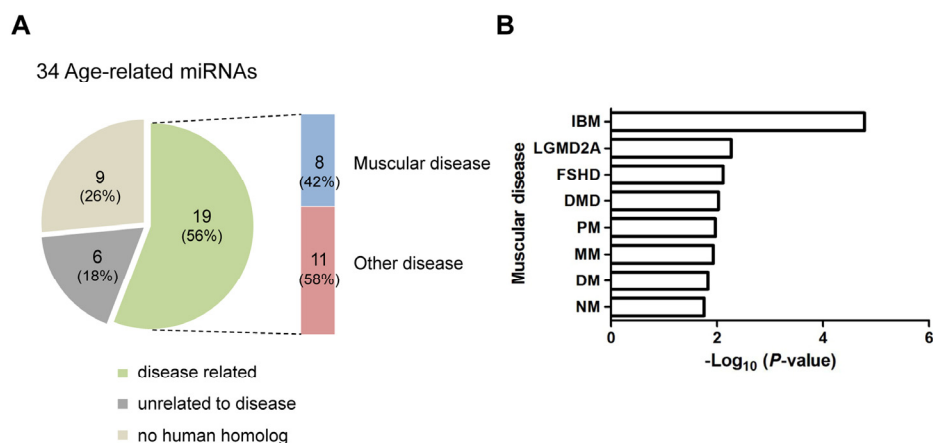 A
34 Age-related miRNAs
9
(26%)
6
(18%)
19
(56%)
8
(42%)
11
(58%)
Muscular disease
Other disease
disease related
unrelated to disease
no human homolog
B
Muscular disease
IBM
LGMD2A
FSHD
DMD
PM
MM
DM
NM
0 2 4 6
-Log₁₀ (P-value)